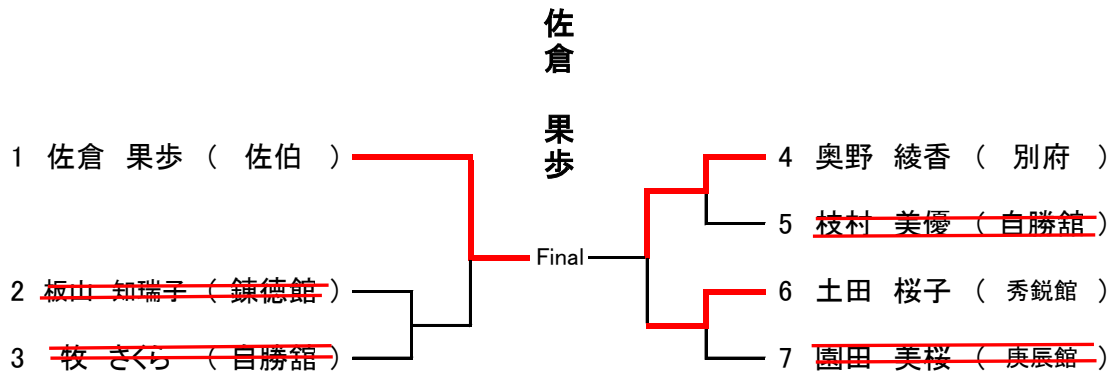 佐倉 果歩
1 佐倉 果歩 ( 佐伯 )
2 板山 知瑞子 ( 錬徳館 )
3 牧 さくら ( 自勝舘 )
Final
4 奥野 綾香 ( 別府 )
5 枝村 美優 ( 自勝舘 )
6 土田 桜子 ( 秀鋭館 )
7 園田 美桜 ( 庚辰館 )